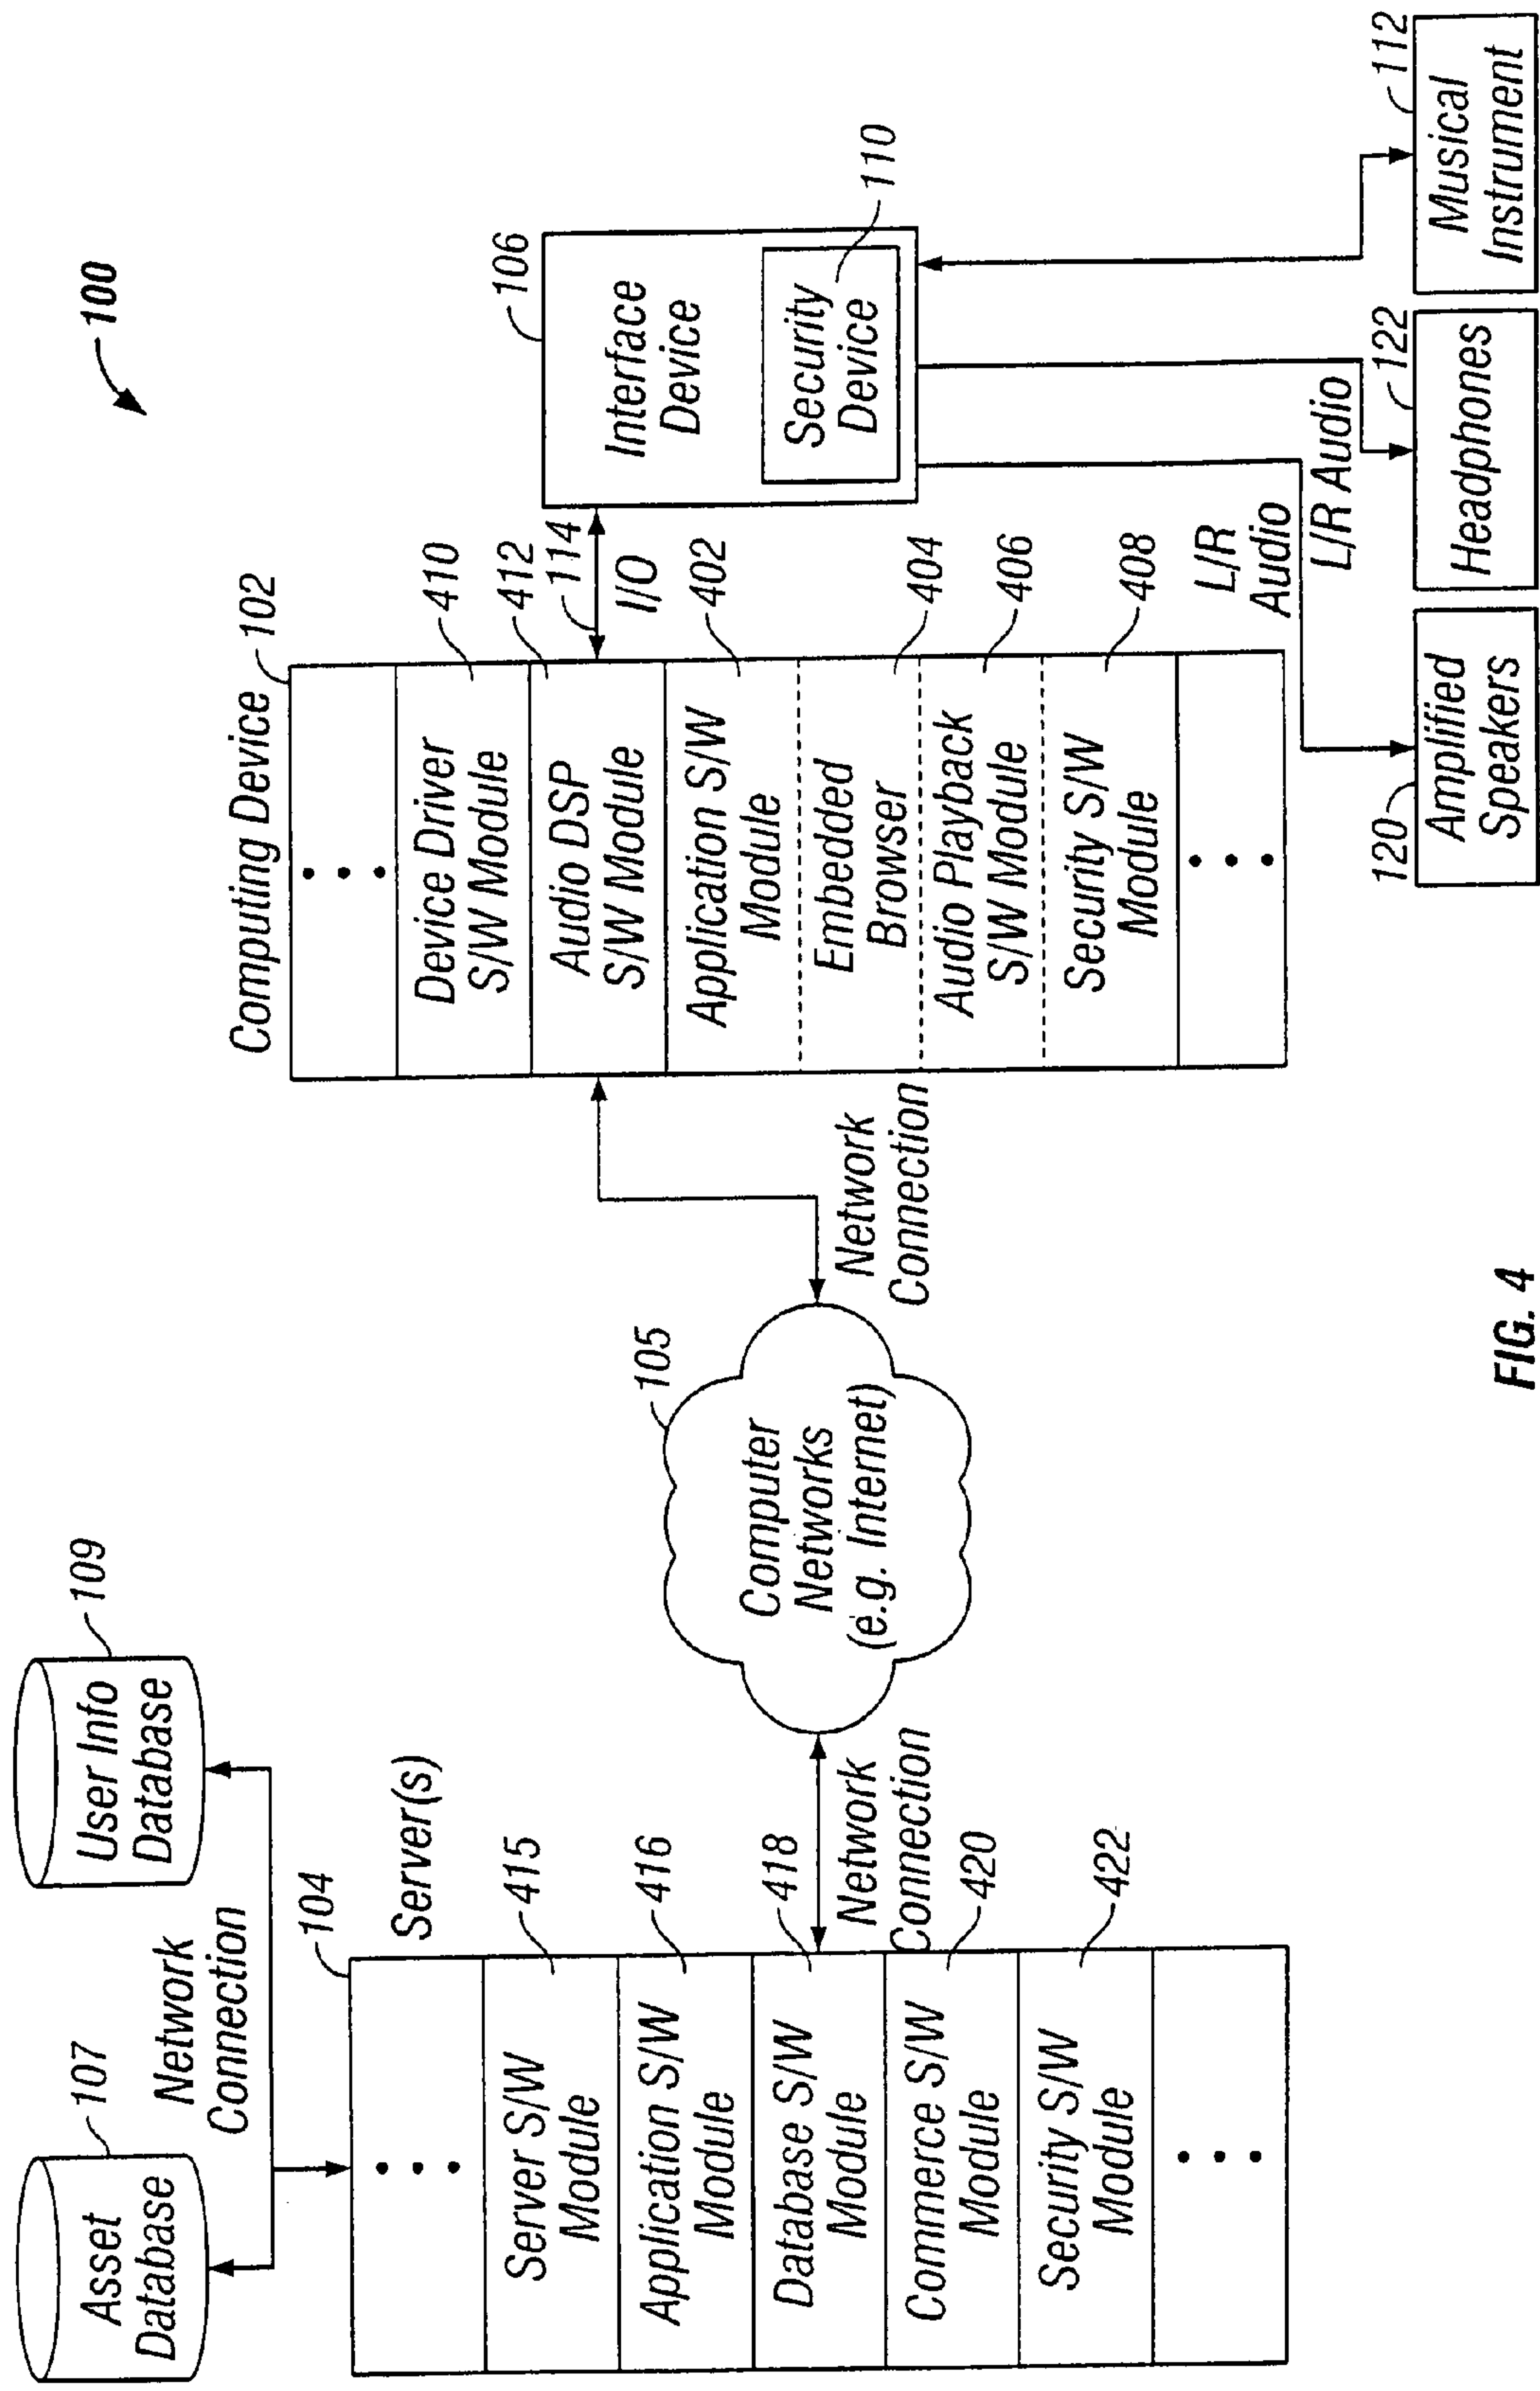 100
Asset
Database
107
Network
Connection
User Info
Database
109
104
Server(s)
Server S/W
Module
415
Application S/W
Module
416
Database S/W
Module
418
Commerce S/W
Module
420
Security S/W
Module
422
Network
Connection
105
Computer
Networks
(e.g. Internet)
Network
Connection
Computing Device
102
Device Driver
S/W Module
410
Audio DSP
S/W Module
412
Application S/W
Module
402
Embedded
Browser
404
Audio Playback
S/W Module
406
Security S/W
Module
408
114
I/O
106
Interface
Device
Security
Device
110
L/R
Audio
L/R Audio
120
Amplified
Speakers
Headphones
122
Musical
Instrument
112
FIG. 4